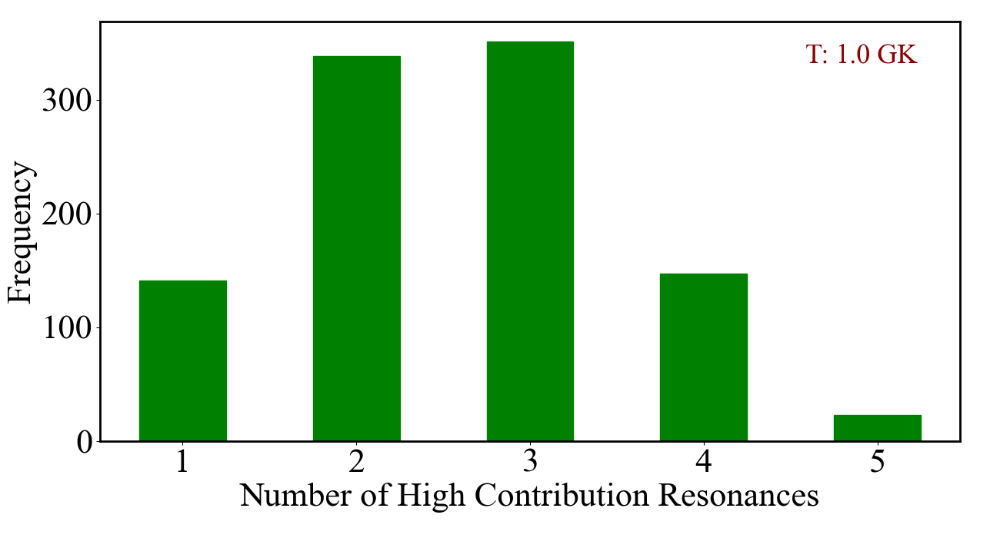 T: 1.0 GK
300
200
100
0
Frequency
1 2 3 4 5
Number of High Contribution Resonances